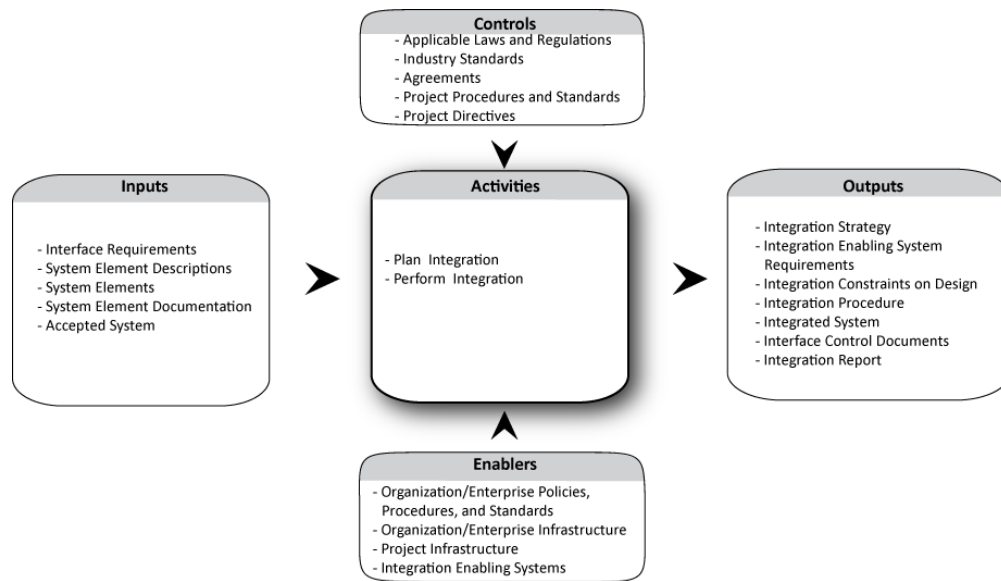 Controls
- Applicable Laws and Regulations
- Industry Standards
- Agreements
- Project Procedures and Standards
- Project Directives
Inputs
- Interface Requirements
- System Element Descriptions
- System Elements
- System Element Documentation
- Accepted System
Activities
- Plan Integration
- Perform Integration
Outputs
- Integration Strategy
- Integration Enabling System
Requirements
- Integration Constraints on Design
- Integration Procedure
- Integrated System
- Interface Control Documents
- Integration Report
Enablers
- Organization/Enterprise Policies,
Procedures, and Standards
- Organization/Enterprise Infrastructure
- Project Infrastructure
- Integration Enabling Systems